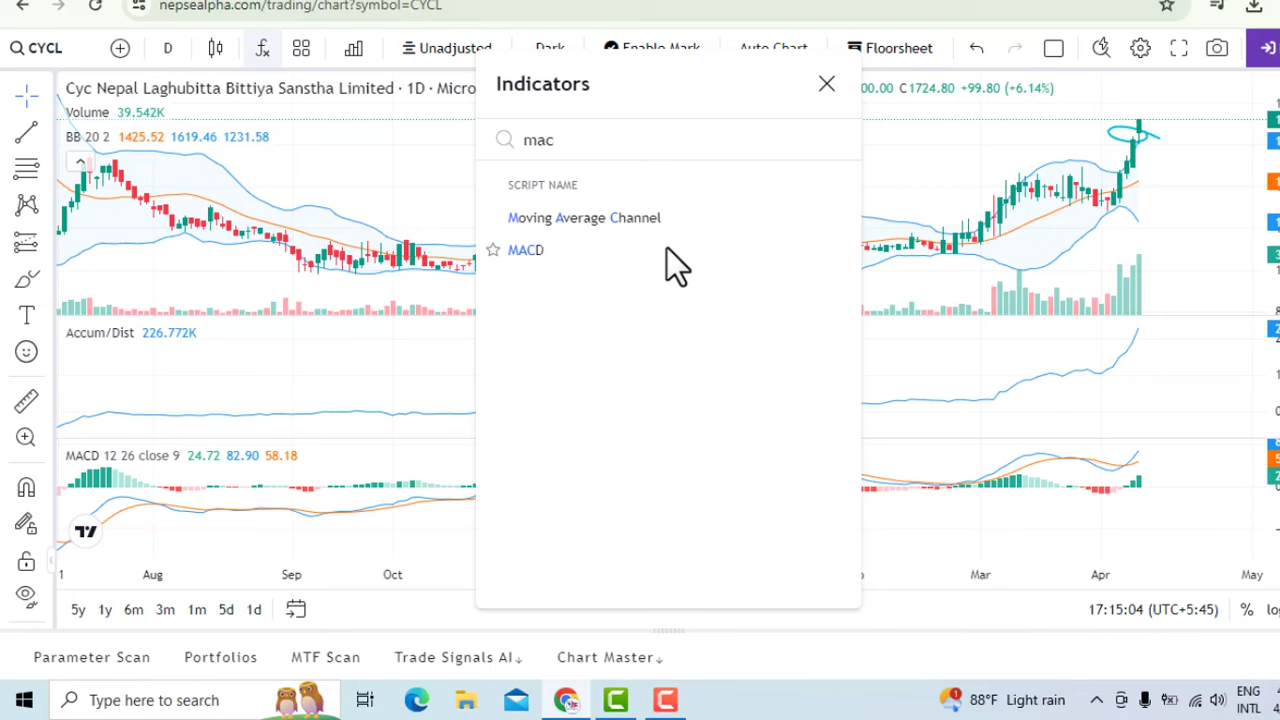 nepsealpha.com/trading/chart?symbol=CYCL
CYCL
D
Unadjusted
Dark
Enable Mark
Auto Chart
Floorsheet
Cyc Nepal Laghubitta Bittiya Sanstha Limited · 1D · Micro
00.00 C1724.80 +99.80 (+6.14%)
Volume 39.542K
BB 20 2 1425.52 1619.46 1231.58
Indicators
mac
SCRIPT NAME
Moving Average Channel
MACD
Accum/Dist 226.772K
MACD 12 26 close 9 24.72 82.90 58.18
1 Aug Sep Oct Mar Apr May
5y 1y 6m 3m 1m 5d 1d
17:15:04 (UTC+5:45) % log
Parameter Scan Portfolios MTF Scan Trade Signals AI↓ Chart Master↓
Type here to search
88°F Light rain
ENG
INTL